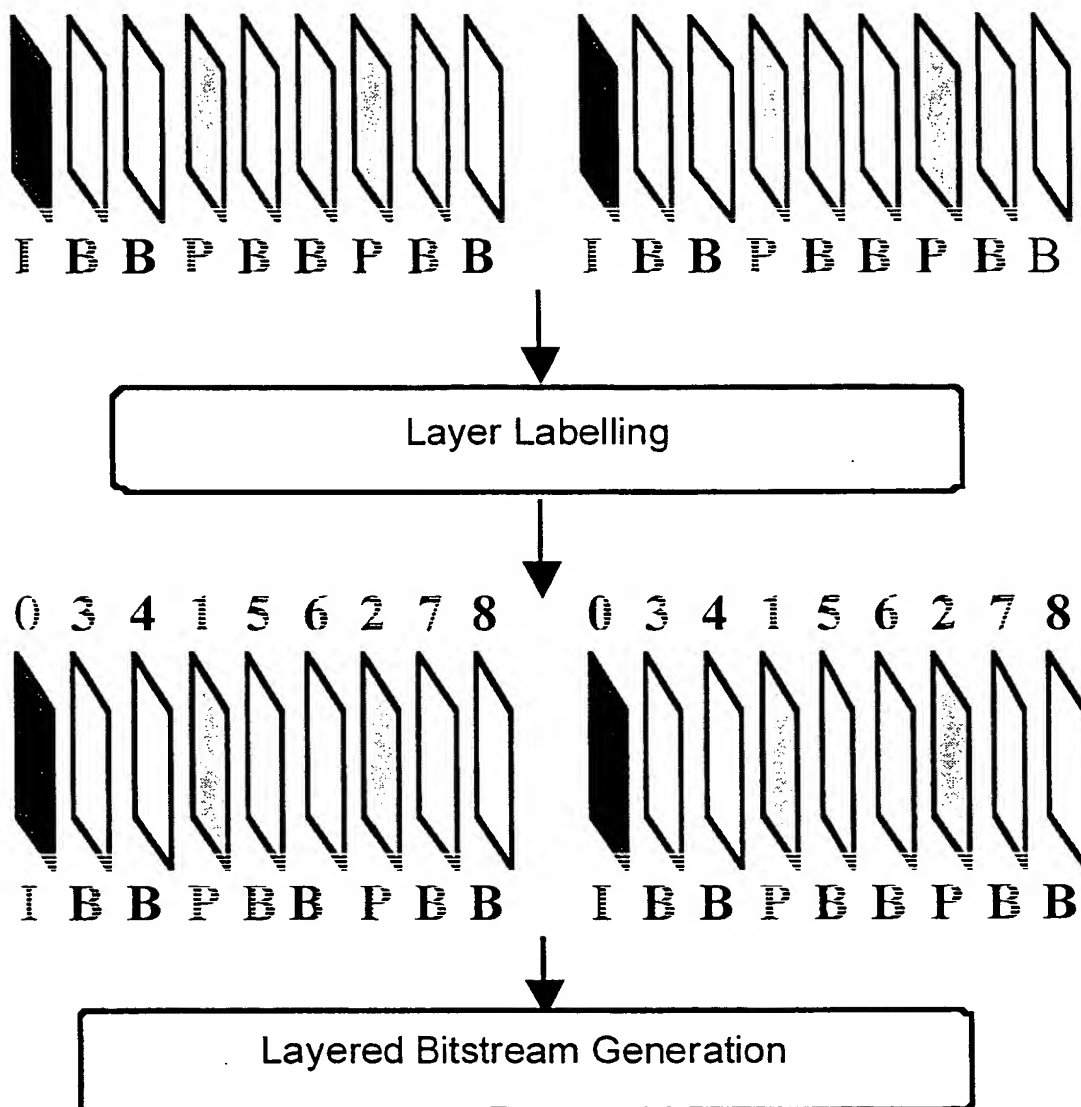 I B B P B B P B B I B B P B B P B B
Layer Labelling
0 3 4 1 5 6 2 7 8 0 3 4 1 5 6 2 7 8
I B B P B B P B B I B B P B B P B B
Layered Bitstream Generation